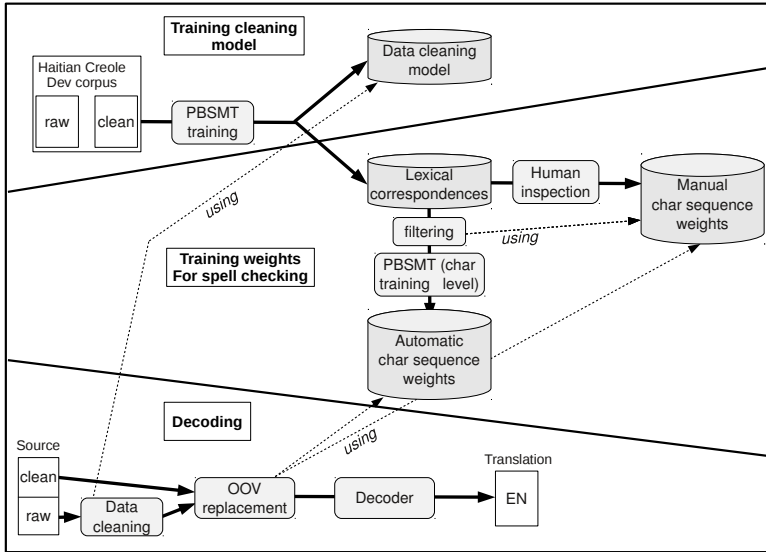 Training cleaning
model
Haitian Creole
Dev corpus
raw
clean
PBSMT
training
Data cleaning
model
using
Lexical
correspondences
Human
inspection
Manual
char sequence
weights
filtering
using
Training weights
For spell checking
PBSMT (char
training level)
Automatic
char sequence
weights
Decoding
using
Source
clean
raw
Data
cleaning
OOV
replacement
Decoder
Translation
EN